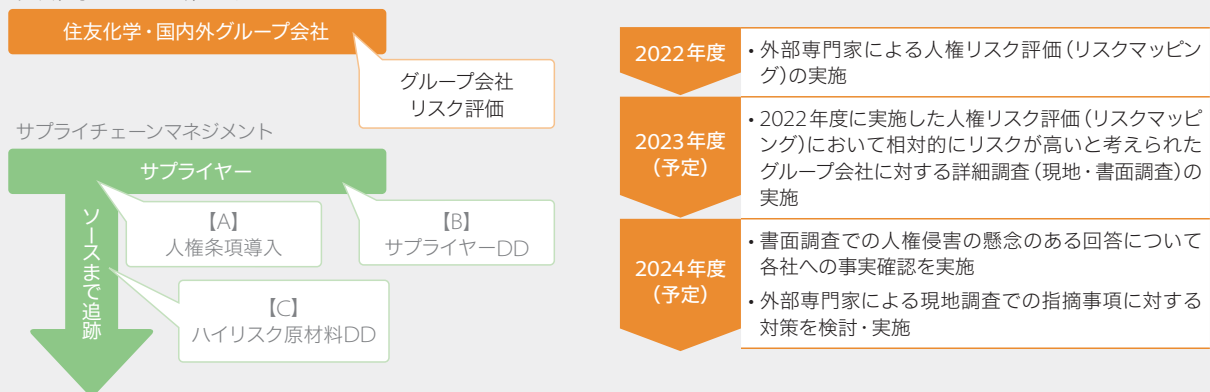 住友化学・国内外グループ会社
グループ会社
リスク評価
サプライチェーンマネジメント
サプライヤー
【A】
人権条項導入
【B】
サプライヤーDD
ソースまで追跡
【C】
ハイリスク原材料DD
2022年度
・外部専門家による人権リスク評価(リスクマッピン
グ)の実施
2023年度
(予定)
・2022年度に実施した人権リスク評価(リスクマッピ
ング)において相対的にリスクが高いと考えられた
グループ会社に対する詳細調査(現地・書面調査)の
実施
2024年度
(予定)
・書面調査での人権侵害の懸念のある回答について
各社への事実確認を実施
・外部専門家による現地調査での指摘事項に対する
対策を検討・実施